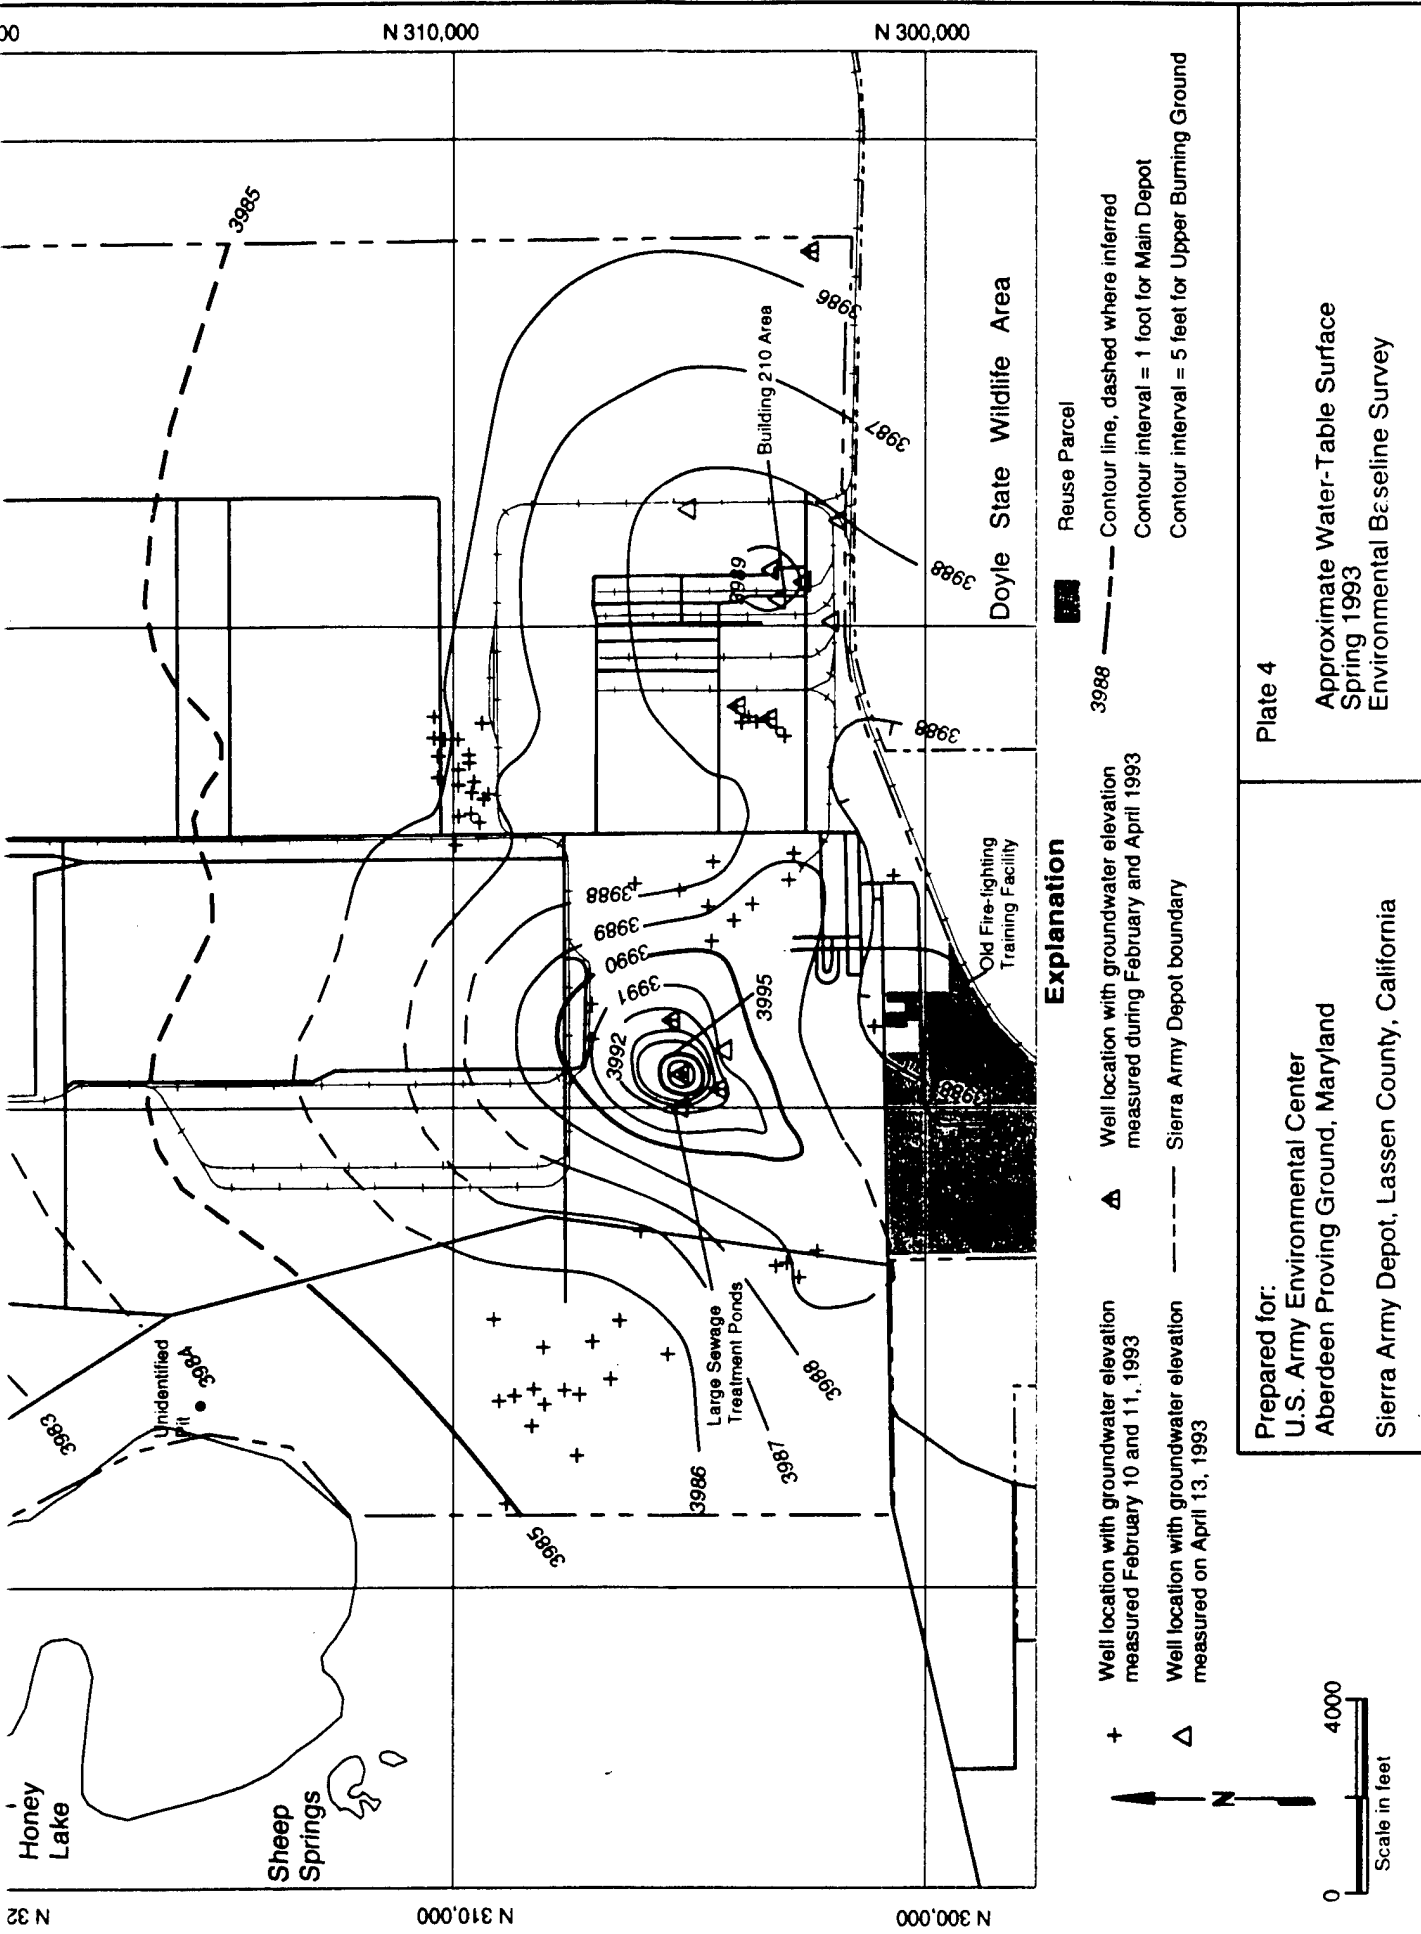 N 310,000
N 300,000
3985
3986
Building 210 Area
3987
3988
3989
Doyle State Wildlife Area
3988
3988
3989
3990
3991
3992
3995
3988
Old Fire-fighting
Training Facility
3988
Large Sewage
Treatment Ponds
3988
3987
3986
3985
Unidentified
Pit
3984
3983
Honey
Lake
Sheep
Springs
N 32
N 310,000
N 300,000
Explanation
+ Well location with groundwater elevation
measured February 10 and 11, 1993
Well location with groundwater elevation
measured on April 13, 1993
Well location with groundwater elevation
measured during February and April 1993
Sierra Army Depot boundary
Reuse Parcel
3988 Contour line, dashed where inferred
Contour interval = 1 foot for Main Depot
Contour interval = 5 feet for Upper Burning Ground
N
0 4000
Scale in feet
Prepared for:
U.S. Army Environmental Center
Aberdeen Proving Ground, Maryland
Sierra Army Depot, Lassen County, California
Plate 4
Approximate Water-Table Surface
Spring 1993
Environmental Baseline Survey